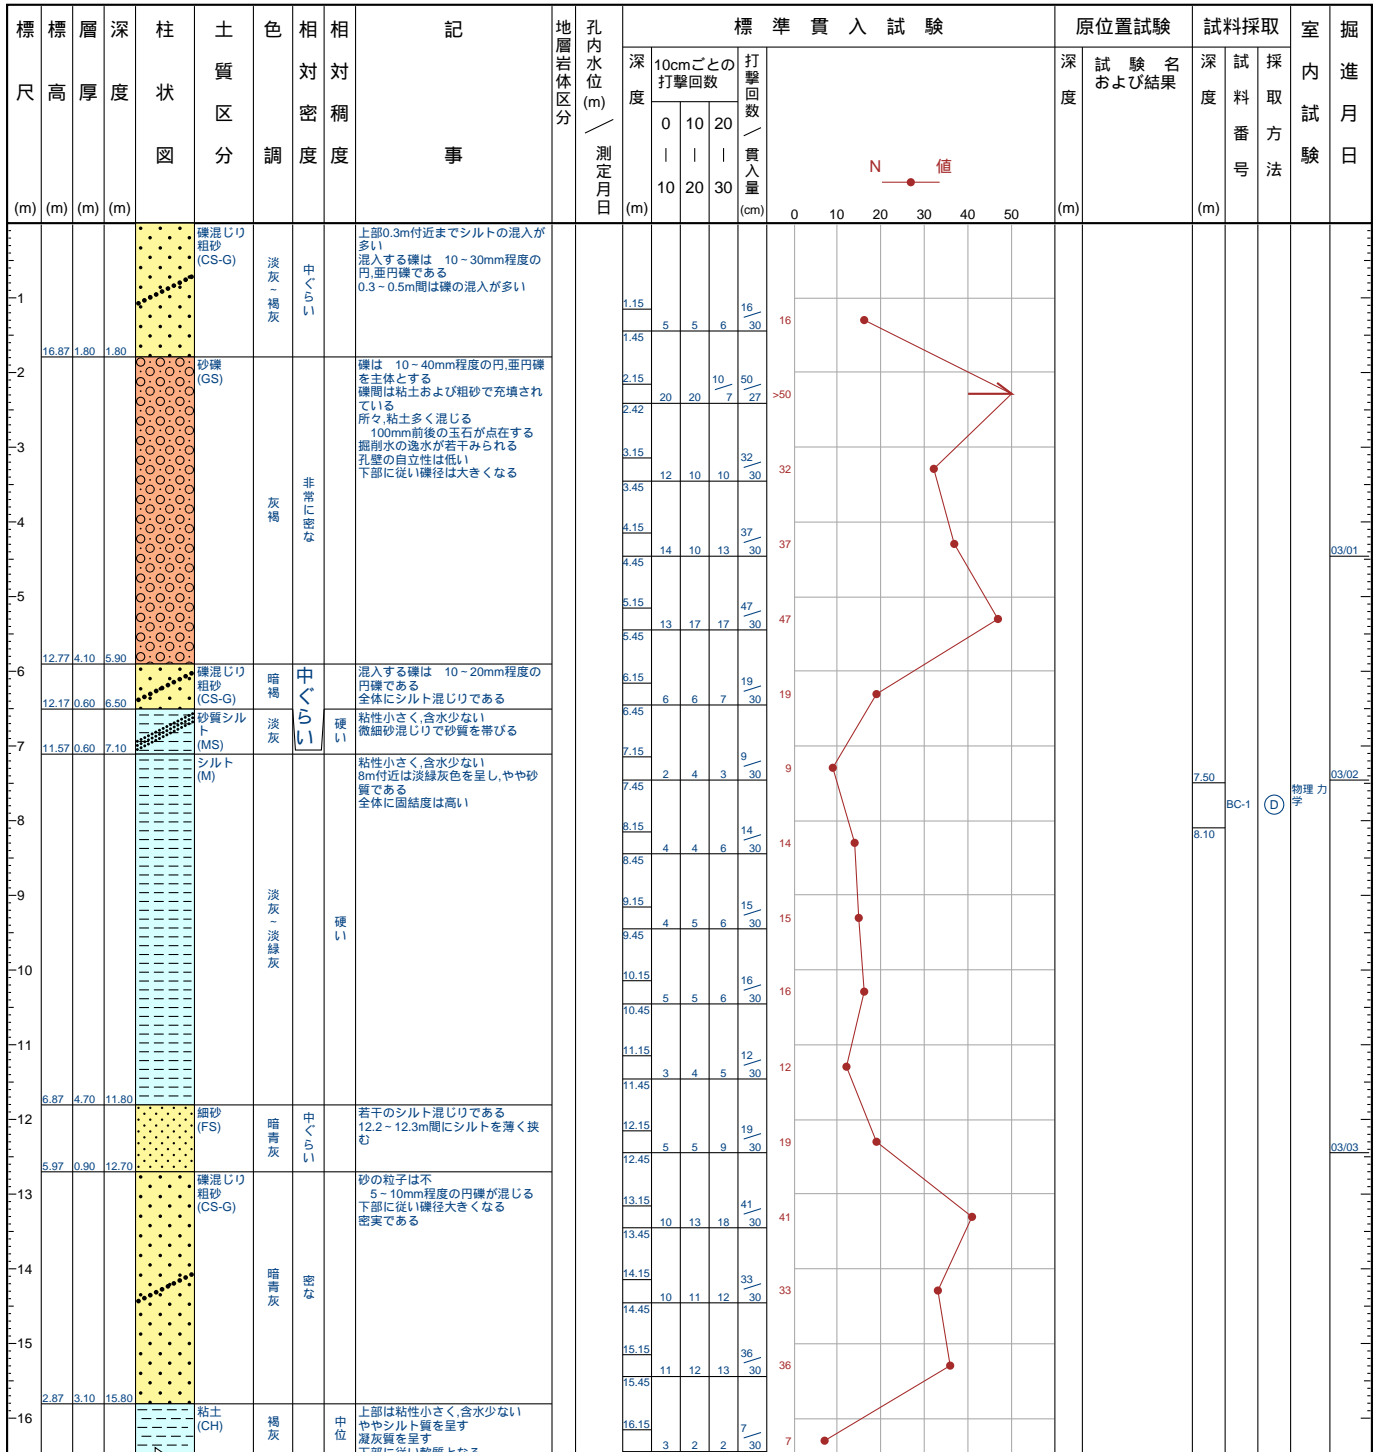 標尺(m)
標高(m)
層厚(m)
深度(m)
柱状図
土質区分
色調
相対密度
相対稠度
記事
地層岩体区分
孔内水位(m)／測定月日
標準貫入試験
深度(m)
10cmごとの
打撃回数
0｜10
10｜20
20｜30
打撃回数／貫入量(cm)
N 値
0 10 20 30 40 50
原位置試験
深度(m)
試験名
および結果
試料採取
深度(m)
試料番号
採取方法
室内試験
掘進月日
16.87 1.80 1.80
礫混じり
粗砂
(CS-G)
淡灰~褐灰
中ぐらい
上部0.3m付近までシルトの混入が
多い
混入する礫は 10~30mm程度の
円,亜円礫である
0.3~0.5m間は礫の混入が多い
12.77 4.10 5.90
砂礫
(GS)
灰褐
非常に密な
礫は 10~40mm程度の円,亜円礫
を主体とする
礫間は粘土および粗砂で充填され
ている
所々,粘土多く混じる
100mm前後の玉石が点在する
掘削水の逸水が若干みられる
孔壁の自立性は低い
下部に従い礫径は大きくなる
12.17 0.60 6.50
礫混じり
粗砂
(CS-G)
暗褐
中ぐらい
混入する礫は 10~20mm程度の
円礫である
全体にシルト混じりである
11.57 0.60 7.10
砂質シル
ト
(MS)
淡灰
硬い
粘性小さく,含水少ない
微細砂混じりで砂質を帯びる
6.87 4.70 11.80
シルト
(M)
淡灰~淡緑灰
硬い
粘性小さく,含水少ない
8m付近は淡緑灰色を呈し,やや砂
質である
全体に固結度は高い
5.97 0.90 12.70
細砂
(FS)
暗青灰
中ぐらい
若干のシルト混じりである
12.2~12.3m間にシルトを薄く挟
む
2.87 3.10 15.80
礫混じり
粗砂
(CS-G)
暗青灰
密な
砂の粒子は不
5~10mm程度の円礫が混じる
下部に従い礫径大きくなる
密実である
粘土
(CH)
褐灰
中位
上部は粘性小さく,含水少ない
ややシルト質を呈す
凝灰質を呈す
下部に従い軟質となる
1
2
3
4
5
6
7
8
9
10
11
12
13
14
15
16
1.15 1.45 5 5 6 16/30 16
2.15 2.42 20 20 10/7 50/27 >50
3.15 3.45 12 10 10 32/30 32
4.15 4.45 14 10 13 37/30 37
5.15 5.45 13 17 17 47/30 47
6.15 6.45 6 6 7 19/30 19
7.15 7.45 2 4 3 9/30 9
8.15 8.45 4 4 6 14/30 14
9.15 9.45 4 5 6 15/30 15
10.15 10.45 5 5 6 16/30 16
11.15 11.45 3 4 5 12/30 12
12.15 12.45 5 5 9 19/30 19
13.15 13.45 10 13 18 41/30 41
14.15 14.45 10 11 12 33/30 33
15.15 15.45 11 12 13 36/30 36
16.15 3 2 2 7/30 7
7.50
8.10
BC-1
D
物理 力
学
03/01
03/02
03/03